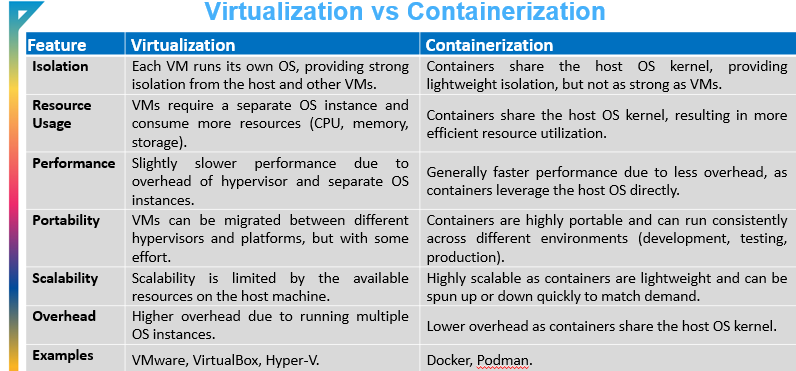 Virtualization vs Containerization
Feature
Virtualization
Containerization
Isolation
Each VM runs its own OS, providing strong
isolation from the host and other VMs.
Containers share the host OS kernel, providing
lightweight isolation, but not as strong as VMs.
Resource
Usage
VMs require a separate OS instance and
consume more resources (CPU, memory,
storage).
Containers share the host OS kernel, resulting in more
efficient resource utilization.
Performance
Slightly slower performance due to
overhead of hypervisor and separate OS
instances.
Generally faster performance due to less overhead, as
containers leverage the host OS directly.
Portability
VMs can be migrated between different
hypervisors and platforms, but with some
effort.
Containers are highly portable and can run consistently
across different environments (development, testing,
production).
Scalability
Scalability is limited by the available
resources on the host machine.
Highly scalable as containers are lightweight and can be
spun up or down quickly to match demand.
Overhead
Higher overhead due to running multiple
OS instances.
Lower overhead as containers share the host OS kernel.
Examples
VMware, VirtualBox, Hyper-V.
Docker, Podman.